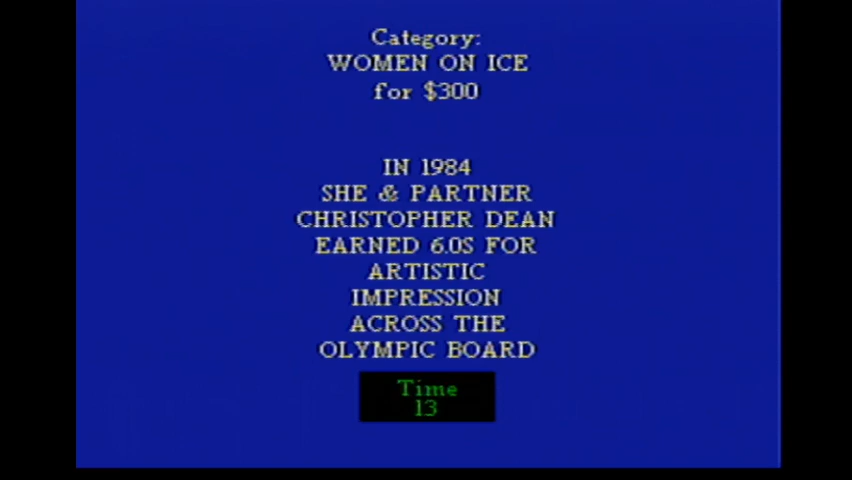 Category:
WOMEN ON ICE
for $300
IN 1984
SHE & PARTNER
CHRISTOPHER DEAN
EARNED 6.0S FOR
ARTISTIC
IMPRESSION
ACROSS THE
OLYMPIC BOARD
Time
13